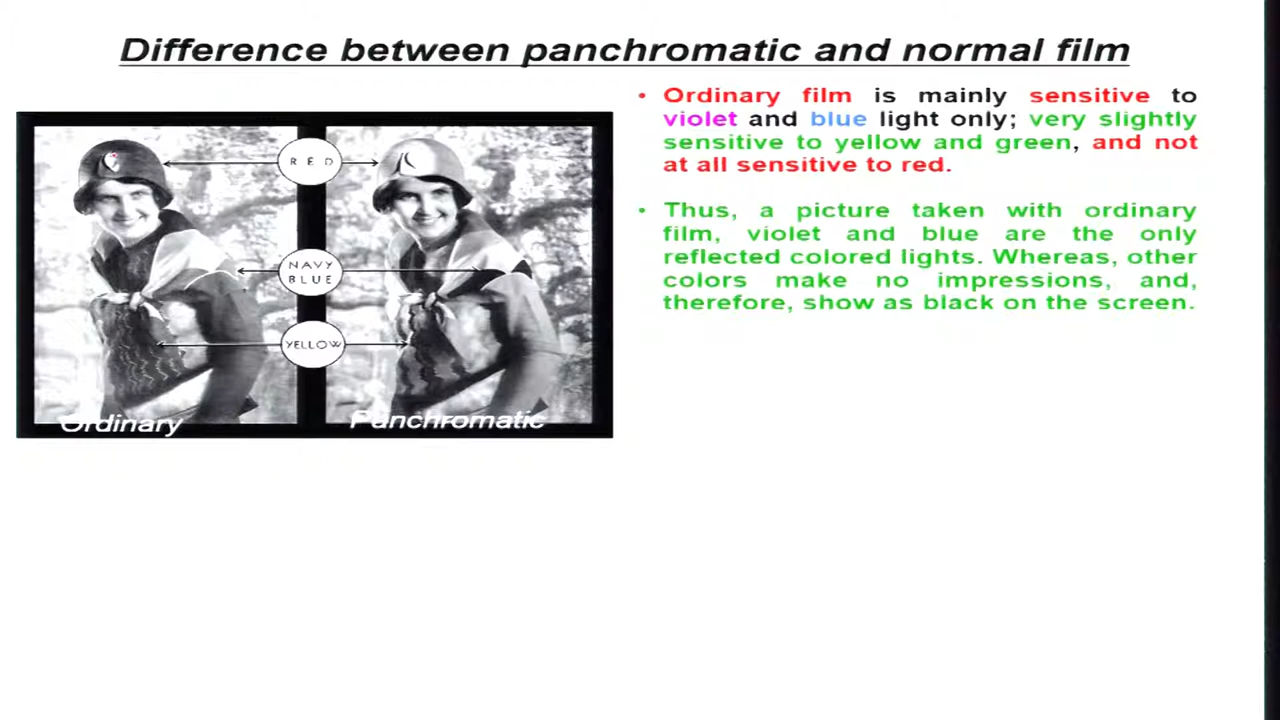 Difference between panchromatic and normal film
• Ordinary film is mainly sensitive to
violet and blue light only; very slightly
sensitive to yellow and green, and not
at all sensitive to red.
• Thus, a picture taken with ordinary
film, violet and blue are the only
reflected colored lights. Whereas, other
colors make no impressions, and,
therefore, show as black on the screen.
RED
NAVY
BLUE
YELLOW
Ordinary
Panchromatic